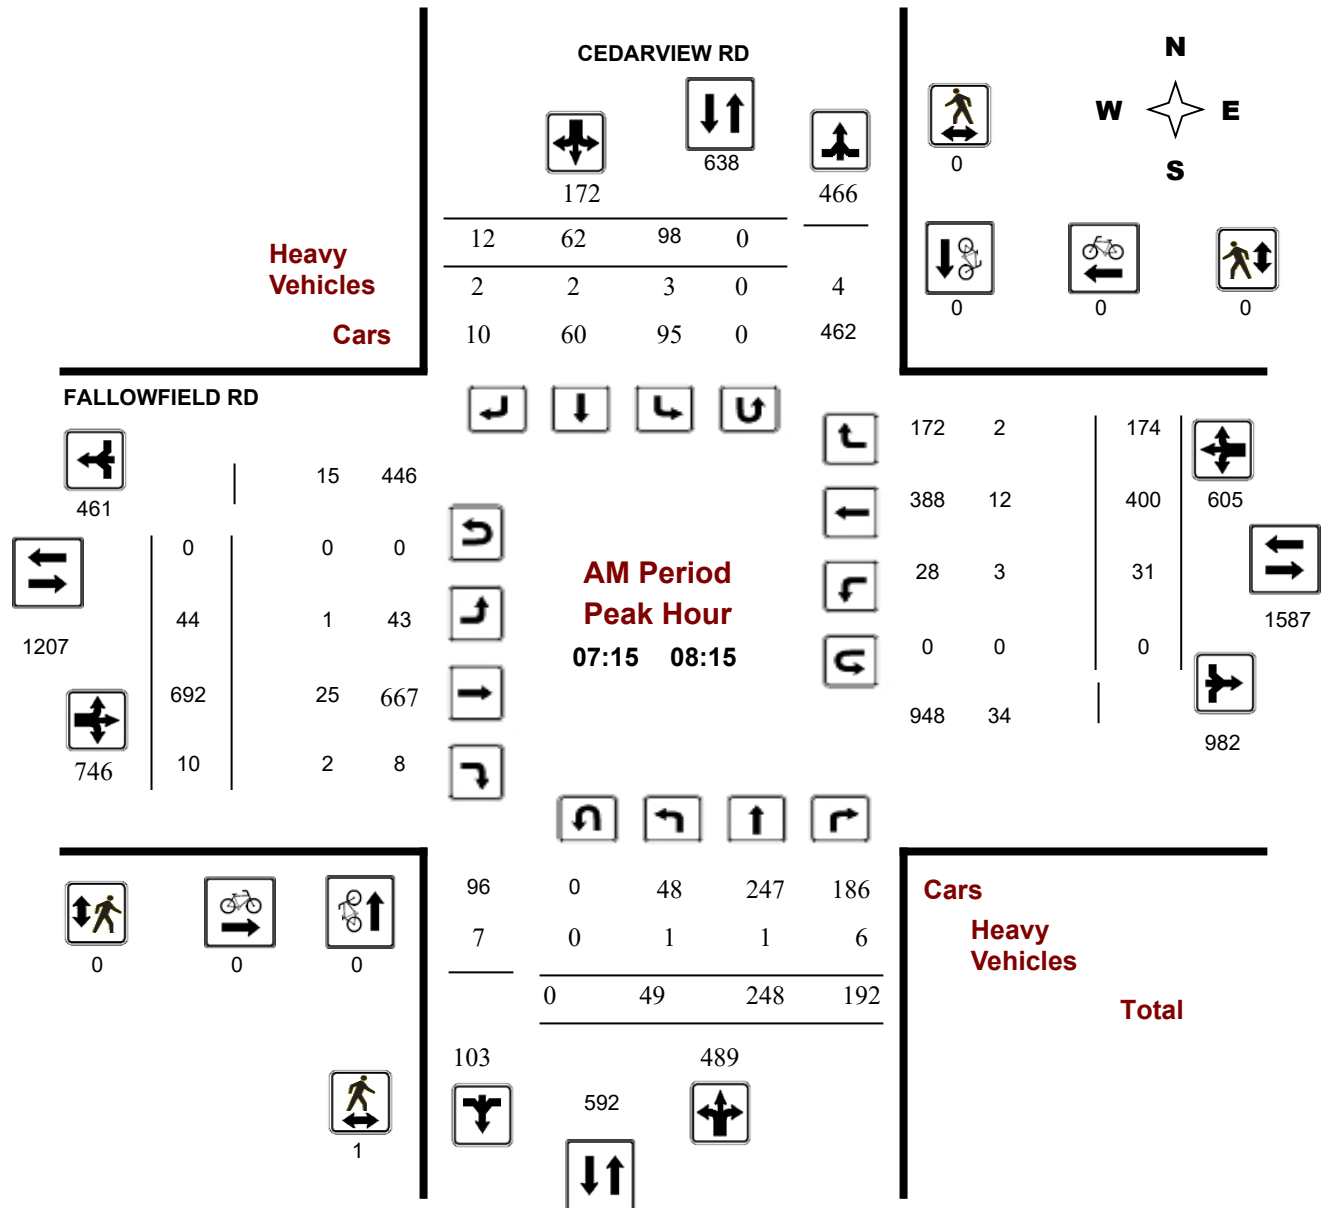 CEDARVIEW RD
N
W E
S
638
0
172 466
12 62 98 0
Heavy
Vehicles
2 2 3 0 4
0 0 0
Cars
10 60 95 0 462
FALLOWFIELD RD
172 2 174
15 446
461
388 12 400 605
0 0 0
AM Period
28 3 31
Peak Hour
44 1 43
1587
1207
07:15 08:15
0 0 0
692 25 667
948 34
982
746 10 2 8
96 0 48 247 186
Cars
7 0 1 1 6
Heavy
Vehicles
0 0 0
0 49 248 192
Total
103 489
592
1